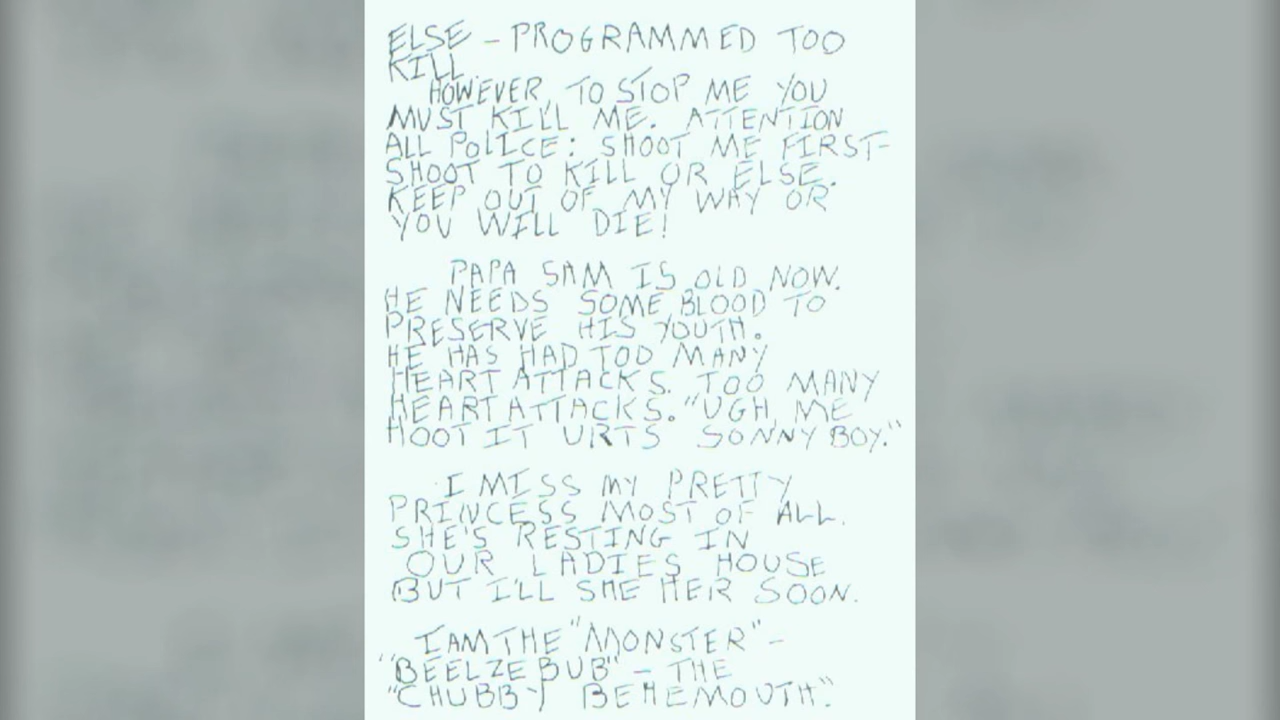 ELSE – PROGRAMMED TOO
KILL.
HOWEVER, TO STOP ME YOU
MUST KILL ME. ATTENTION
ALL POLICE: SHOOT ME FIRST–
SHOOT TO KILL OR ELSE.
KEEP OUT OF MY WAY OR
YOU WILL DIE!
PAPA SAM IS OLD NOW.
HE NEEDS SOME BLOOD TO
PRESERVE HIS YOUTH.
HE HAS HAD TOO MANY
HEART ATTACKS. TOO MANY
HEART ATTACKS. "UGH, ME
HOOT IT URTS SONNY BOY."
I MISS MY PRETTY
PRINCESS MOST OF ALL.
SHE'S RESTING IN
OUR LADIES HOUSE
BUT I'LL SHE HER SOON.
I AM THE "MONSTER" –
"BEELZEBUB" – THE
"CHUBBY BEHEMOUTH".